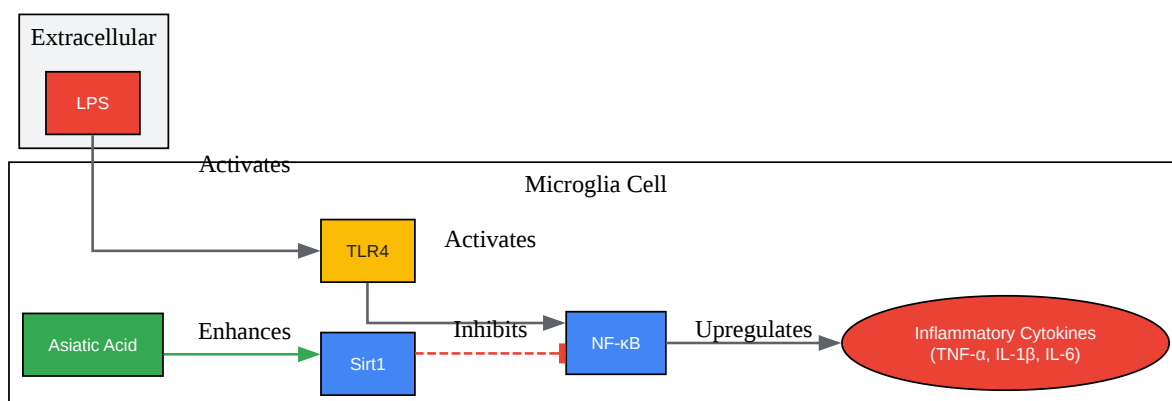 Extracellular
LPS
Activates
Microglia Cell
TLR4
Activates
Asiatic Acid
Enhances
Sirt1
Inhibits
NF-κB
Upregulates
Inflammatory Cytokines
(TNF-α, IL-1β, IL-6)